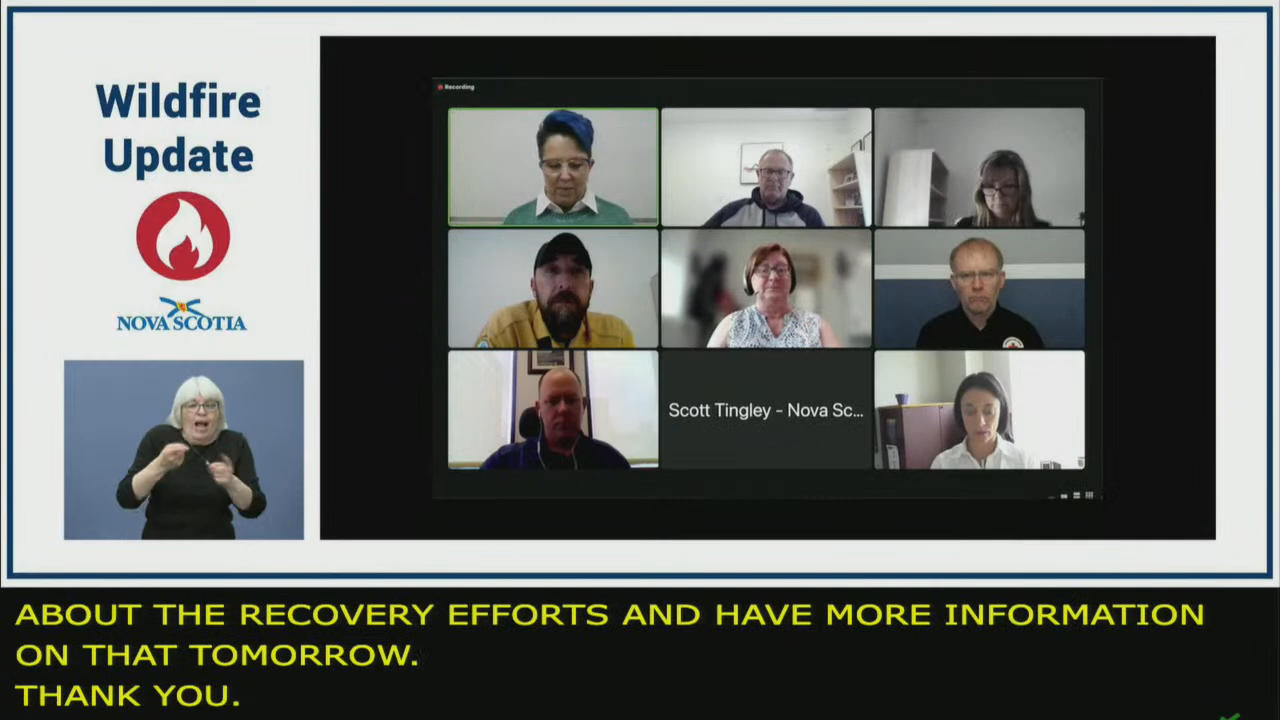 Wildfire
Update
NOVA SCOTIA
Recording
Scott Tingley - Nova Sc...
ABOUT THE RECOVERY EFFORTS AND HAVE MORE INFORMATION
ON THAT TOMORROW.
THANK YOU.